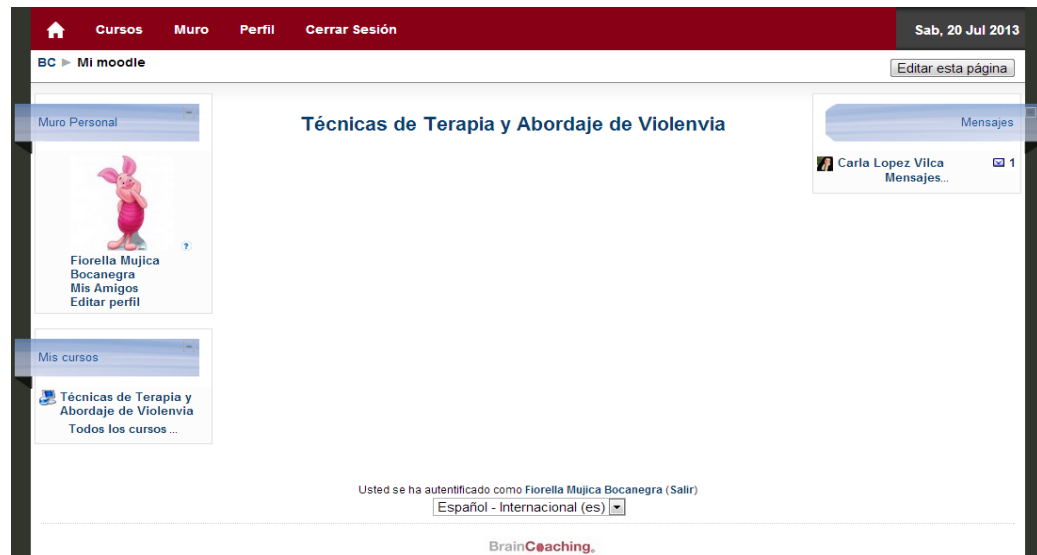 Cursos Muro Perfil Cerrar Sesión Sab, 20 Jul 2013
BC ► Mi moodle Editar esta página
Muro Personal
?
Fiorella Mujica
Bocanegra
Mis Amigos
Editar perfil
Mis cursos
Técnicas de Terapia y
Abordaje de Violenvia
Todos los cursos ...
Técnicas de Terapia y Abordaje de Violenvia
Mensajes
Carla Lopez Vilca 1
Mensajes...
Usted se ha autentificado como Fiorella Mujica Bocanegra (Salir)
Español - Internacional (es)
BrainCoaching.